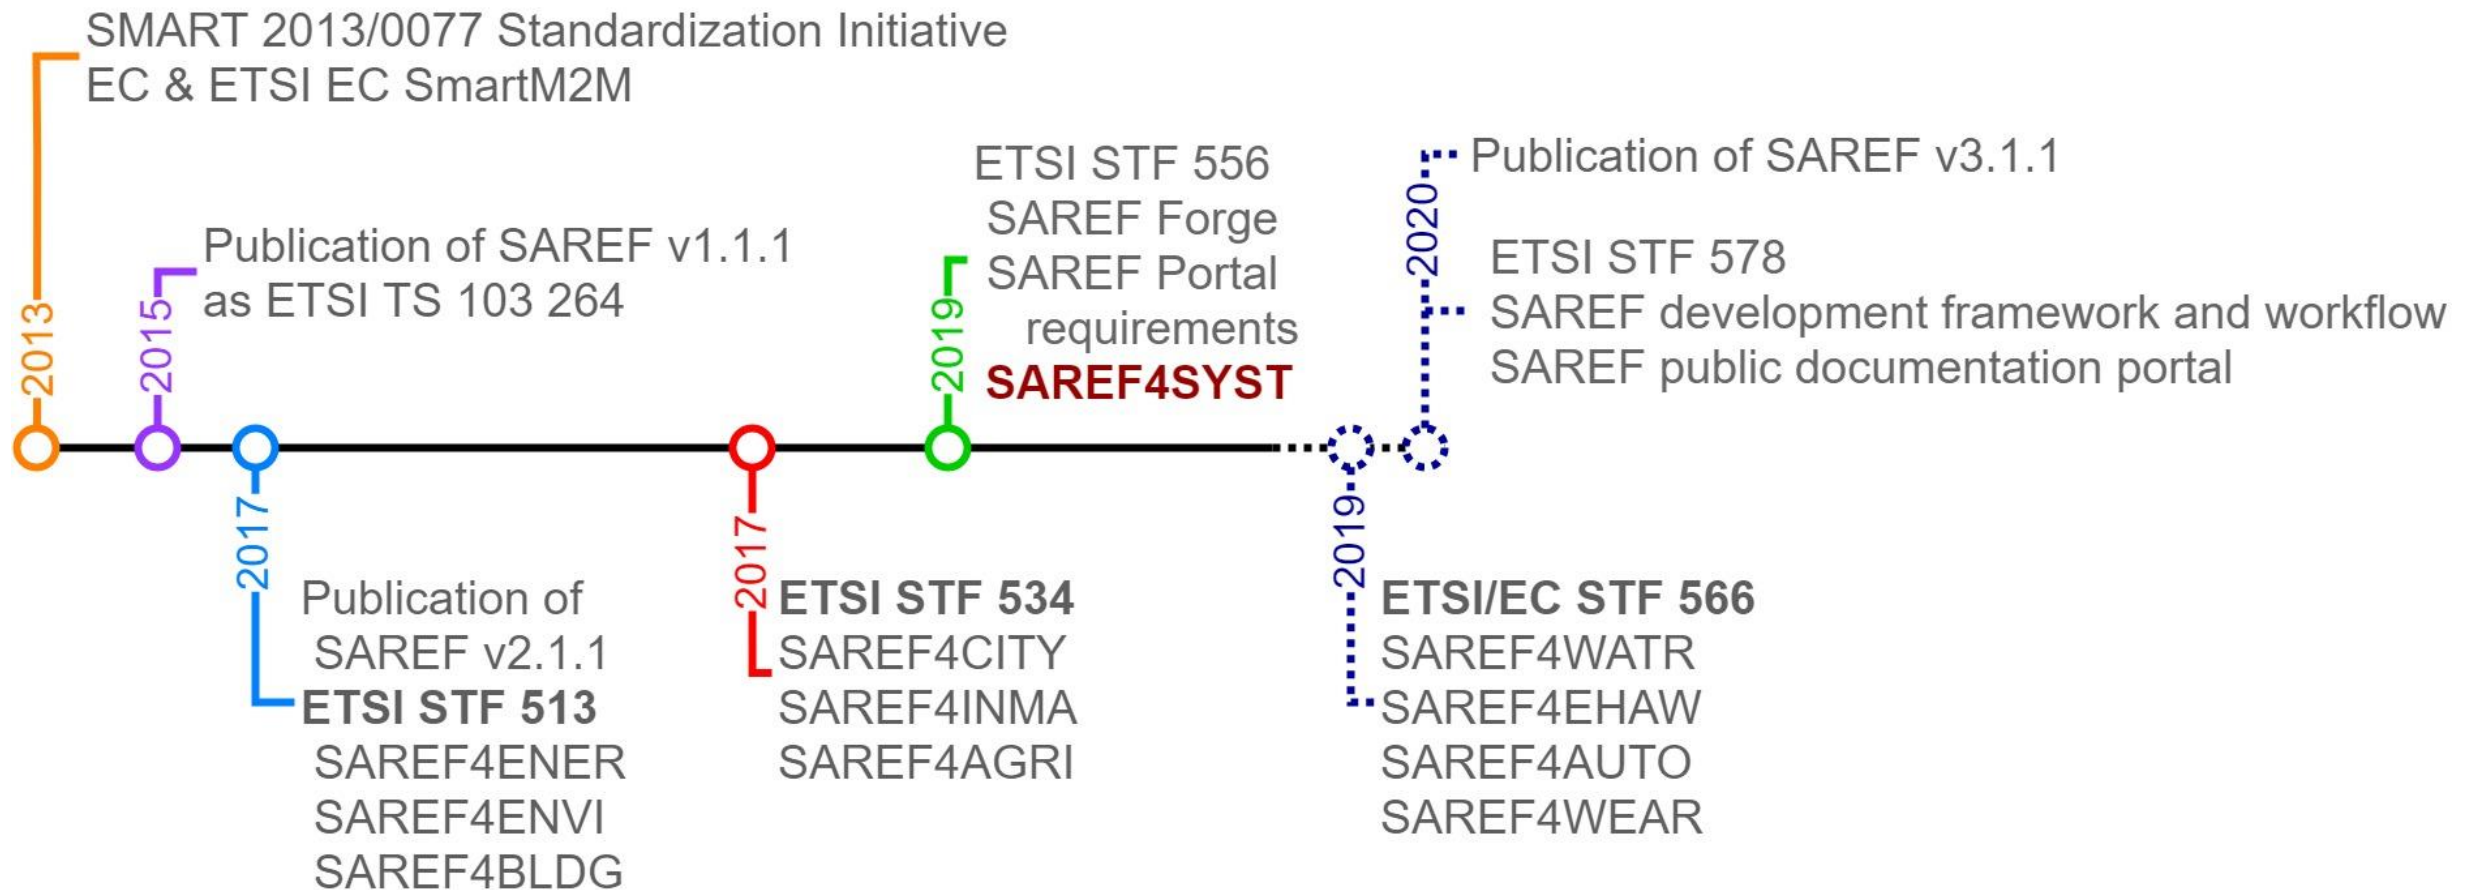 SMART 2013/0077 Standardization Initiative
EC & ETSI EC SmartM2M
2013
Publication of SAREF v1.1.1
as ETSI TS 103 264
2015
2017
Publication of
SAREF v2.1.1
ETSI STF 513
SAREF4ENER
SAREF4ENVI
SAREF4BLDG
2017
ETSI STF 534
SAREF4CITY
SAREF4INMA
SAREF4AGRI
2019
ETSI STF 556
SAREF Forge
SAREF Portal
requirements
SAREF4SYST
2019
ETSI/EC STF 566
SAREF4WATR
SAREF4EHAW
SAREF4AUTO
SAREF4WEAR
2020
Publication of SAREF v3.1.1
ETSI STF 578
SAREF development framework and workflow
SAREF public documentation portal